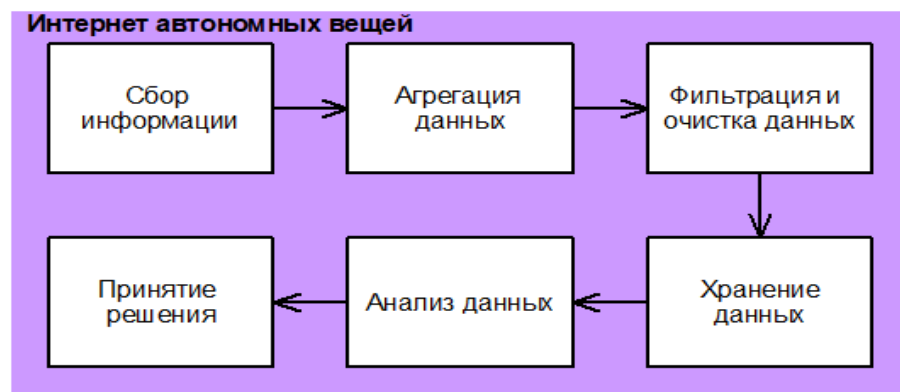 Интернет автономных вещей
Сбор
информации
Агрегация
данных
Фильтрация и
очистка данных
Принятие
решения
Анализ данных
Хранение
данных